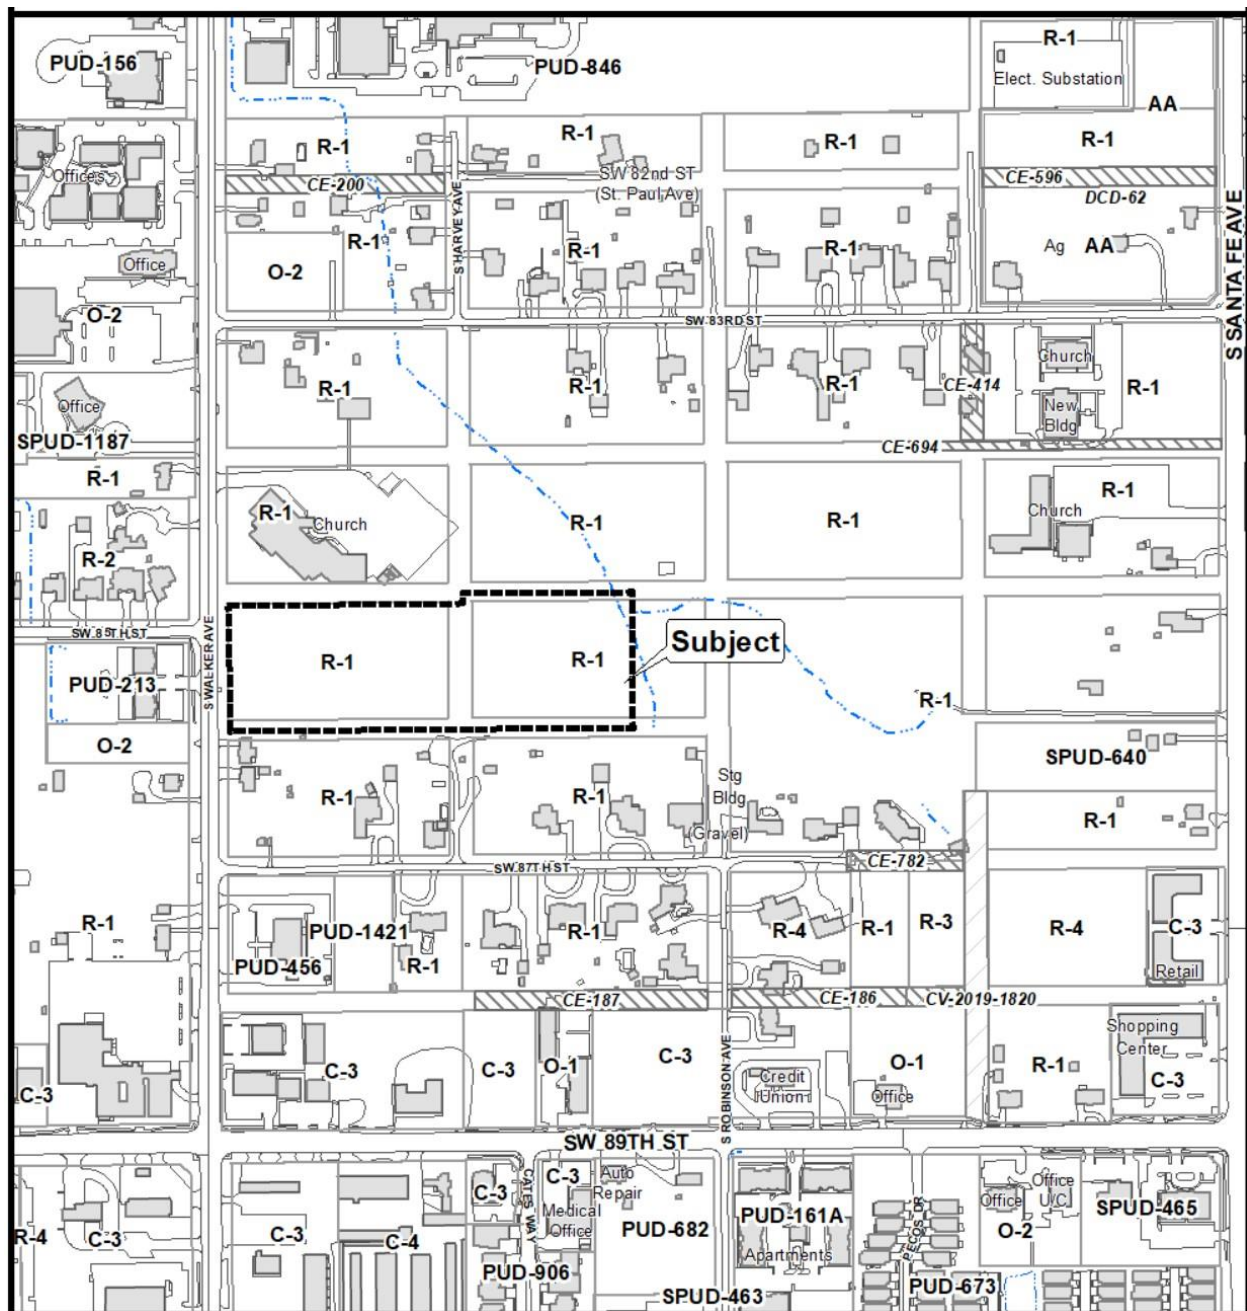 PUD-156
PUD-846
R-1
Elect. Substation
AA
R-1
R-1
R-1
R-1
Offices
CE-200
SW 82nd ST
(St. Paul Ave)
CE-596
DCD-62
S HARVEY AVE
S SANTA FE AVE
R-1
R-1
R-1
Ag
AA
Office
O-2
O-2
SW 83RD ST
Church
R-1
R-1
R-1
CE-414
R-1
Office
New
Bldg
SPUD-1187
CE-694
R-1
R-1
Church
R-1
R-1
R-1
Church
R-2
SW 85TH ST
S WALKER AVE
Subject
R-1
R-1
PUD-213
R-1
O-2
SPUD-640
Stg
Bldg
R-1
R-1
(Gravel)
R-1
SW 87TH ST
CE-782
R-1
PUD-1421
R-1
R-4
R-1
R-3
R-4
C-3
PUD-456
R-1
Retail
CE-187
CE-186
CV-2019-1820
Shopping
Center
C-3
C-3
C-3
O-1
C-3
S ROBINSON AVE
Credit
Union
O-1
Office
R-1
C-3
SW 89TH ST
CATES WAY
C-3
C-3
Auto
Repair
Medical
Office
PUD-682
PUD-161A
Apartments
PECOS DR
Office
Office
U/C
O-2
SPUD-465
R-4
C-3
C-3
C-4
PUD-906
SPUD-463
PUD-673